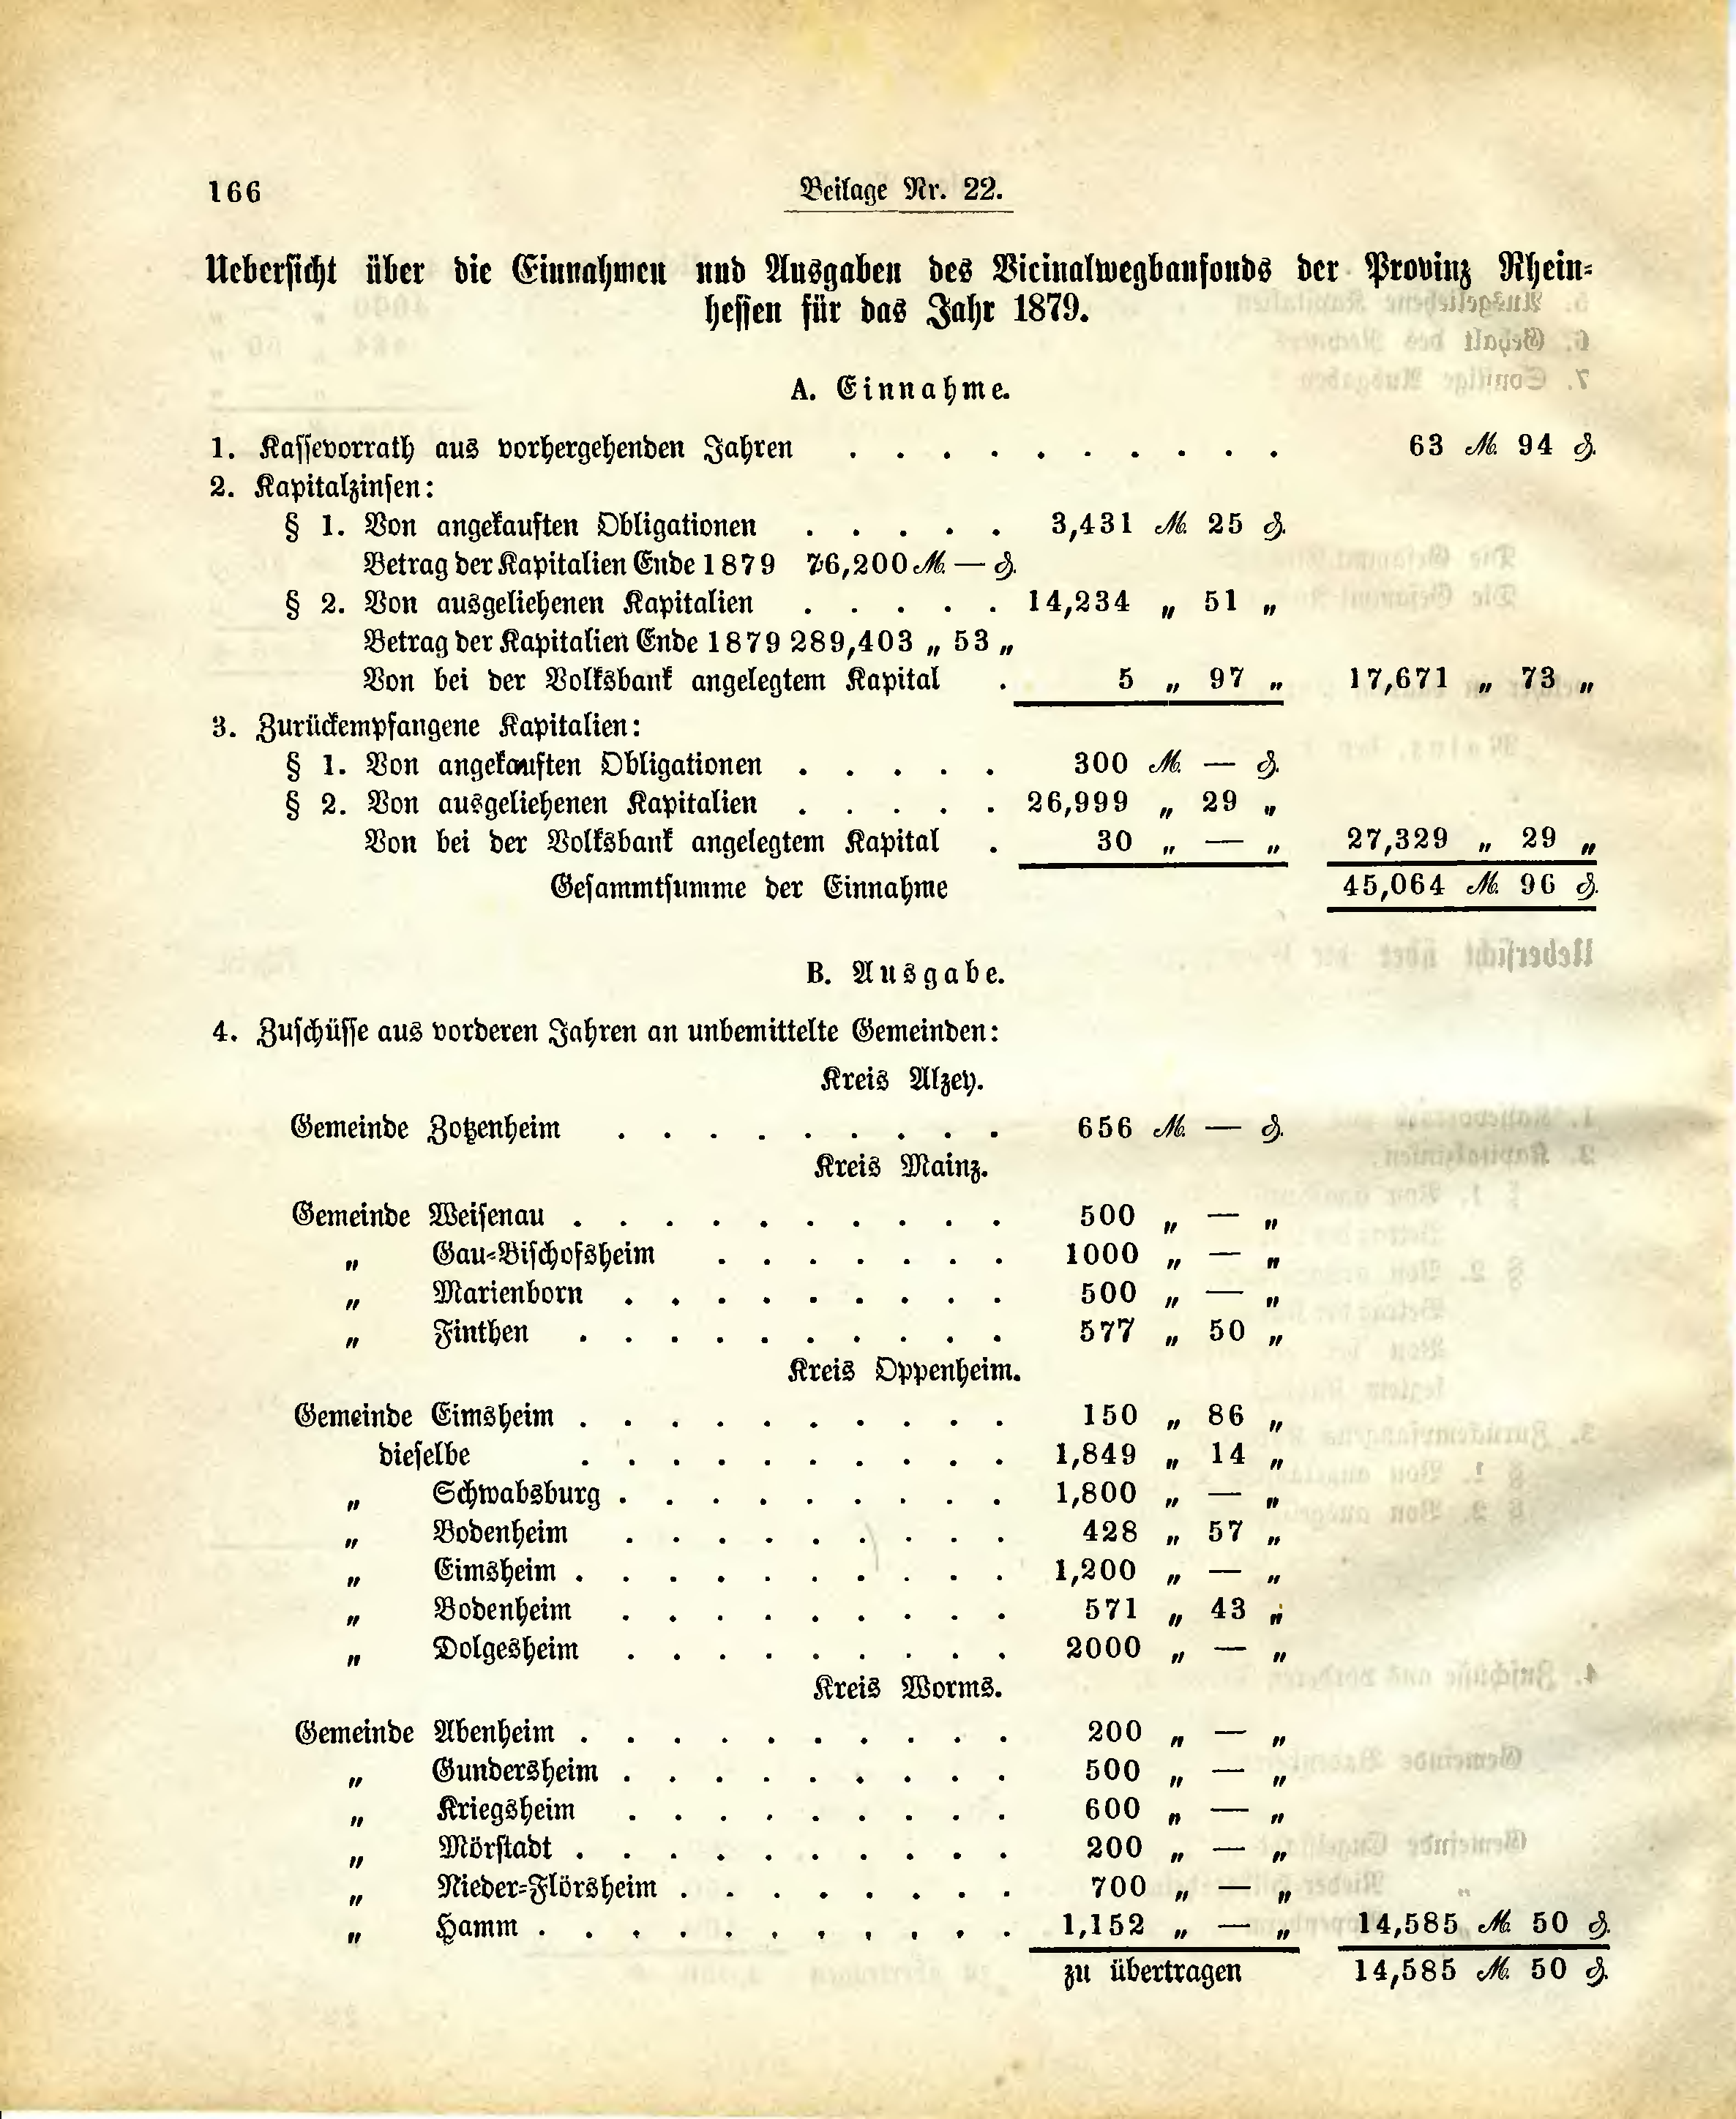 166
Beilage Nr. 22.
Uebersicht über die Einnahmen und Ausgaben des Vicinalwegbaufonds der Provinz Rhein-
hessen für das Jahr 1879.
A. Einnahme.
1. Kassevorrath aus vorhergehenden Jahren . . . . . . . . . . 63 ℳ 94 ₰.
2. Kapitalzinsen:
§ 1. Von angekauften Obligationen . . . . . 3,431 ℳ 25 ₰.
Betrag der Kapitalien Ende 1879 76,200 ℳ — ₰.
§ 2. Von ausgeliehenen Kapitalien . . . . . 14,234 „ 51 „
Betrag der Kapitalien Ende 1879 289,403 „ 53 „
Von bei der Volksbank angelegtem Kapital . 5 „ 97 „ 17,671 „ 73 „
3. Zurückempfangene Kapitalien:
§ 1. Von angekauften Obligationen . . . . . 300 ℳ — ₰.
§ 2. Von ausgeliehenen Kapitalien . . . . . 26,999 „ 29 „
Von bei der Volksbank angelegtem Kapital . 30 „ — „ 27,329 „ 29 „
Gesammtsumme der Einnahme 45,064 ℳ 96 ₰.
B. Ausgabe.
4. Zuschüsse aus vorderen Jahren an unbemittelte Gemeinden:
Kreis Alzey.
Gemeinde Zotzenheim . . . . . . . . . 656 ℳ — ₰.
Kreis Mainz.
Gemeinde Weisenau . . . . . . . . . . 500 „ — „
„ Gau-Bischofsheim . . . . . . . 1000 „ — „
„ Marienborn . . . . . . . . . 500 „ — „
„ Finthen . . . . . . . . . . 577 „ 50 „
Kreis Oppenheim.
Gemeinde Eimsheim . . . . . . . . . . 150 „ 86 „
dieselbe . . . . . . . . . . 1,849 „ 14 „
„ Schwabsburg . . . . . . . . . 1,800 „ — „
„ Bodenheim . . . . . . . . . 428 „ 57 „
„ Eimsheim . . . . . . . . . . 1,200 „ — „
„ Bodenheim . . . . . . . . . 571 „ 43 „
„ Dolgesheim . . . . . . . . . 2000 „ — „
Kreis Worms.
Gemeinde Abenheim . . . . . . . . . . 200 „ — „
„ Gundersheim . . . . . . . . . 500 „ — „
„ Kriegsheim . . . . . . . . . 600 „ — „
„ Mörstadt . . . . . . . . . . 200 „ — „
„ Nieder-Flörsheim . . . . . . . . 700 „ — „
„ Hamm . . . . . . . . . . . 1,152 „ — „ 14,585 ℳ 50 ₰.
zu übertragen 14,585 ℳ 50 ₰.